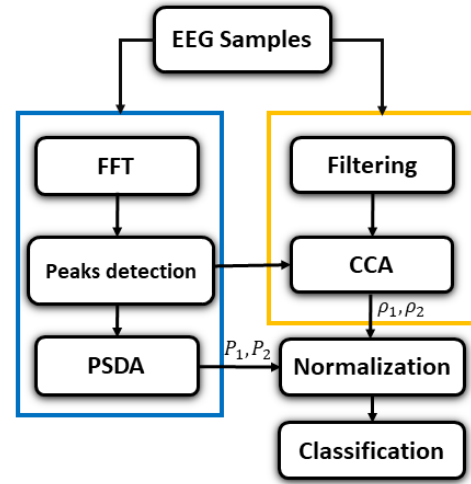 EEG Samples
FFT
Filtering
Peaks detection
CCA
ρ₁, ρ₂
PSDA
P₁, P₂
Normalization
Classification